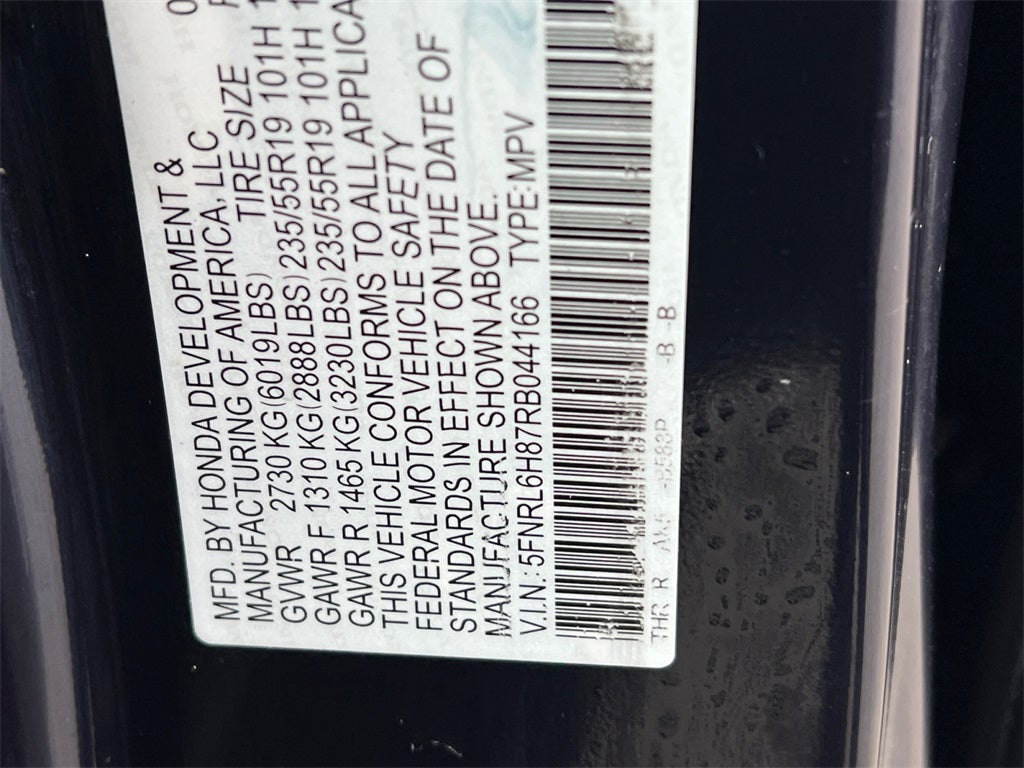 MFD. BY HONDA DEVELOPMENT &
MANUFACTURING OF AMERICA, LLC
TIRE SIZE
GVWR 2730 KG (6019LBS)
GAWR F 1310 KG (2888LBS) 235/55R19 101H
GAWR R 1465 KG (3230LBS) 235/55R19 101H
THIS VEHICLE CONFORMS TO ALL
FEDERAL MOTOR VEHICLE SAFETY
STANDARDS IN EFFECT ON THE DATE OF
MANUFACTURE SHOWN ABOVE.
V.I.N.: 5FNRL6H87RB044166 TYPE:MPV
THR R -B -B